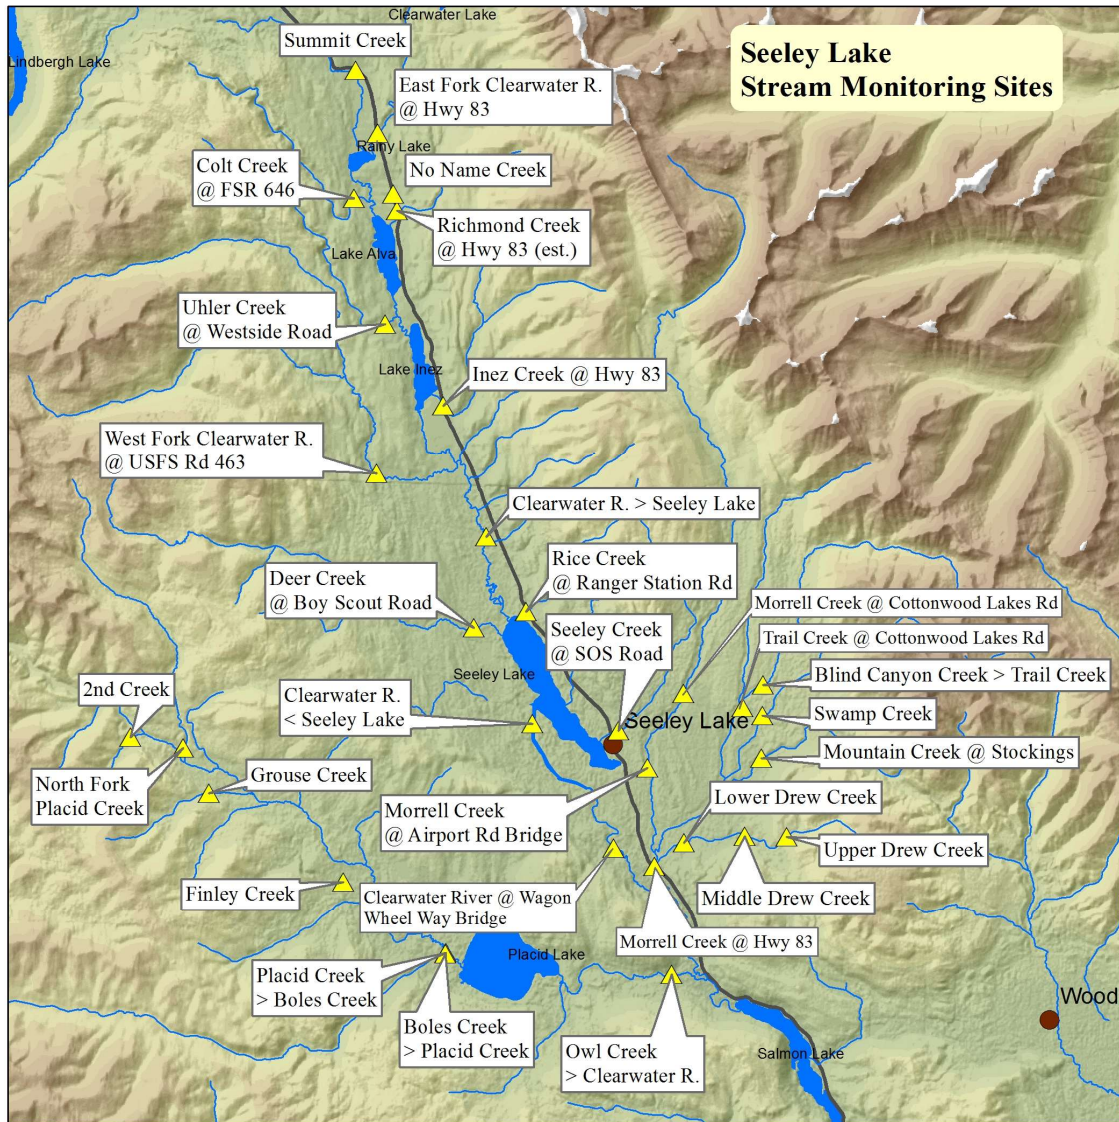 Clearwater Lake
Lindbergh Lake
Summit Creek
Seeley Lake
Stream Monitoring Sites
East Fork Clearwater R.
@ Hwy 83
Rainy Lake
Colt Creek
@ FSR 646
No Name Creek
Richmond Creek
@ Hwy 83 (est.)
Lake Alva
Uhler Creek
@ Westside Road
Lake Inez
Inez Creek @ Hwy 83
West Fork Clearwater R.
@ USFS Rd 463
Clearwater R. > Seeley Lake
Rice Creek
@ Ranger Station Rd
Deer Creek
@ Boy Scout Road
Morrell Creek @ Cottonwood Lakes Rd
Seeley Creek
@ SOS Road
Trail Creek @ Cottonwood Lakes Rd
Seeley Lake
Blind Canyon Creek > Trail Creek
2nd Creek
Clearwater R.
< Seeley Lake
Seeley Lake
Swamp Creek
Mountain Creek @ Stockings
North Fork
Placid Creek
Grouse Creek
Morrell Creek
@ Airport Rd Bridge
Lower Drew Creek
Upper Drew Creek
Finley Creek
Clearwater River @ Wagon
Wheel Way Bridge
Middle Drew Creek
Morrell Creek @ Hwy 83
Placid Lake
Placid Creek
> Boles Creek
Wood
Boles Creek
> Placid Creek
Owl Creek
> Clearwater R.
Salmon Lake